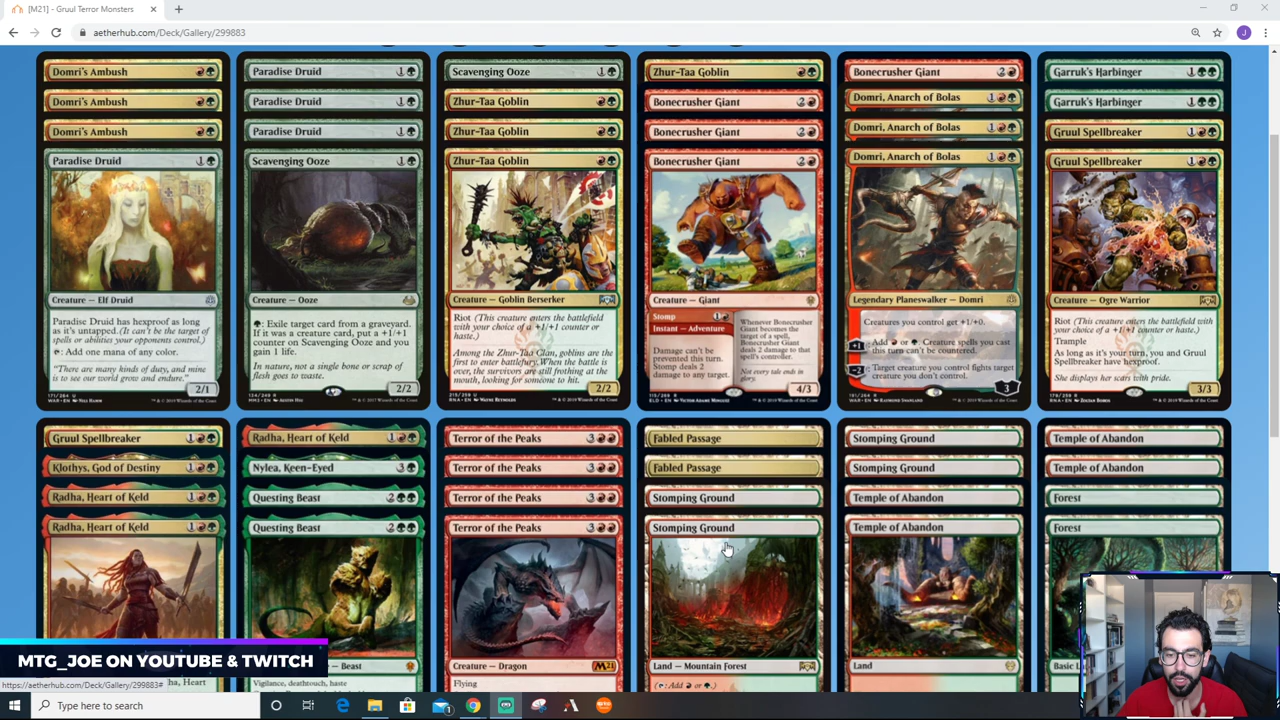 [M21] - Gruul Terror Monsters
aetherhub.com/Deck/Gallery/299883
J
Domri's Ambush
Domri's Ambush
Domri's Ambush
Paradise Druid
Creature — Elf Druid
Paradise Druid has hexproof as long
as it's untapped. (It can't be the target of
spells or abilities your opponents control.)
: Add one mana of any color.
"There are many kinds of duty, and mine
is to see our world grow and endure."
2/1
Paradise Druid
Paradise Druid
Paradise Druid
Scavenging Ooze
Creature — Ooze
: Exile target card from a graveyard.
If it was a creature card, put a +1/+1
counter on Scavenging Ooze and you
gain 1 life.
In nature, not a single bone or scrap of
flesh goes to waste.
2/2
Scavenging Ooze
Zhur-Taa Goblin
Zhur-Taa Goblin
Zhur-Taa Goblin
Creature — Goblin Berserker
Riot (This creature enters the battlefield
with your choice of a +1/+1 counter or
haste.)
Among the Zhur-Taa Clan, goblins are the
first to enter battle. When the battle is
over, the survivors are still frothing at the
mouth, looking for someone to hit.
2/2
Zhur-Taa Goblin
Bonecrusher Giant
Bonecrusher Giant
Bonecrusher Giant
Creature — Giant
Stomp
Instant — Adventure
Damage can't
be prevented
this turn.
Stomp deals
2 damage to
any target.
Whenever Bonecrusher
Giant becomes the
target of a spell,
Bonecrusher Giant
deals 2 damage to that
spell's controller.
Not every tale ends in
glory.
4/3
Bonecrusher Giant
Domri, Anarch of Bolas
Domri, Anarch of Bolas
Domri, Anarch of Bolas
Legendary Planeswalker — Domri
Creatures you control get +1/+0.
+1 Add or . Creature spells you cast
this turn can't be countered.
-2 Target creature you control fights target
creature you don't control.
3
Garruk's Harbinger
Garruk's Harbinger
Gruul Spellbreaker
Gruul Spellbreaker
Creature — Ogre Warrior
Riot (This creature enters the battlefield
with your choice of a +1/+1 counter or haste.)
Trample
As long as it's your turn, you and Gruul
Spellbreaker have hexproof.
She displays her scars with pride.
3/3
Gruul Spellbreaker
Klothys, God of Destiny
Radha, Heart of Keld
Radha, Heart of Keld
Radha, Heart of Keld
Nylea, Keen-Eyed
Questing Beast
Questing Beast
Beast
Vigilance, deathtouch, haste
Terror of the Peaks
Terror of the Peaks
Terror of the Peaks
Terror of the Peaks
Creature — Dragon
M21
Flying
Fabled Passage
Fabled Passage
Stomping Ground
Stomping Ground
Land — Mountain Forest
(: Add or .)
Stomping Ground
Stomping Ground
Temple of Abandon
Temple of Abandon
Land
Temple of Abandon
Temple of Abandon
Forest
Forest
Basic L
MTG_JOE ON YOUTUBE & TWITCH
https://aetherhub.com/Deck/Gallery/299883#
Type here to search